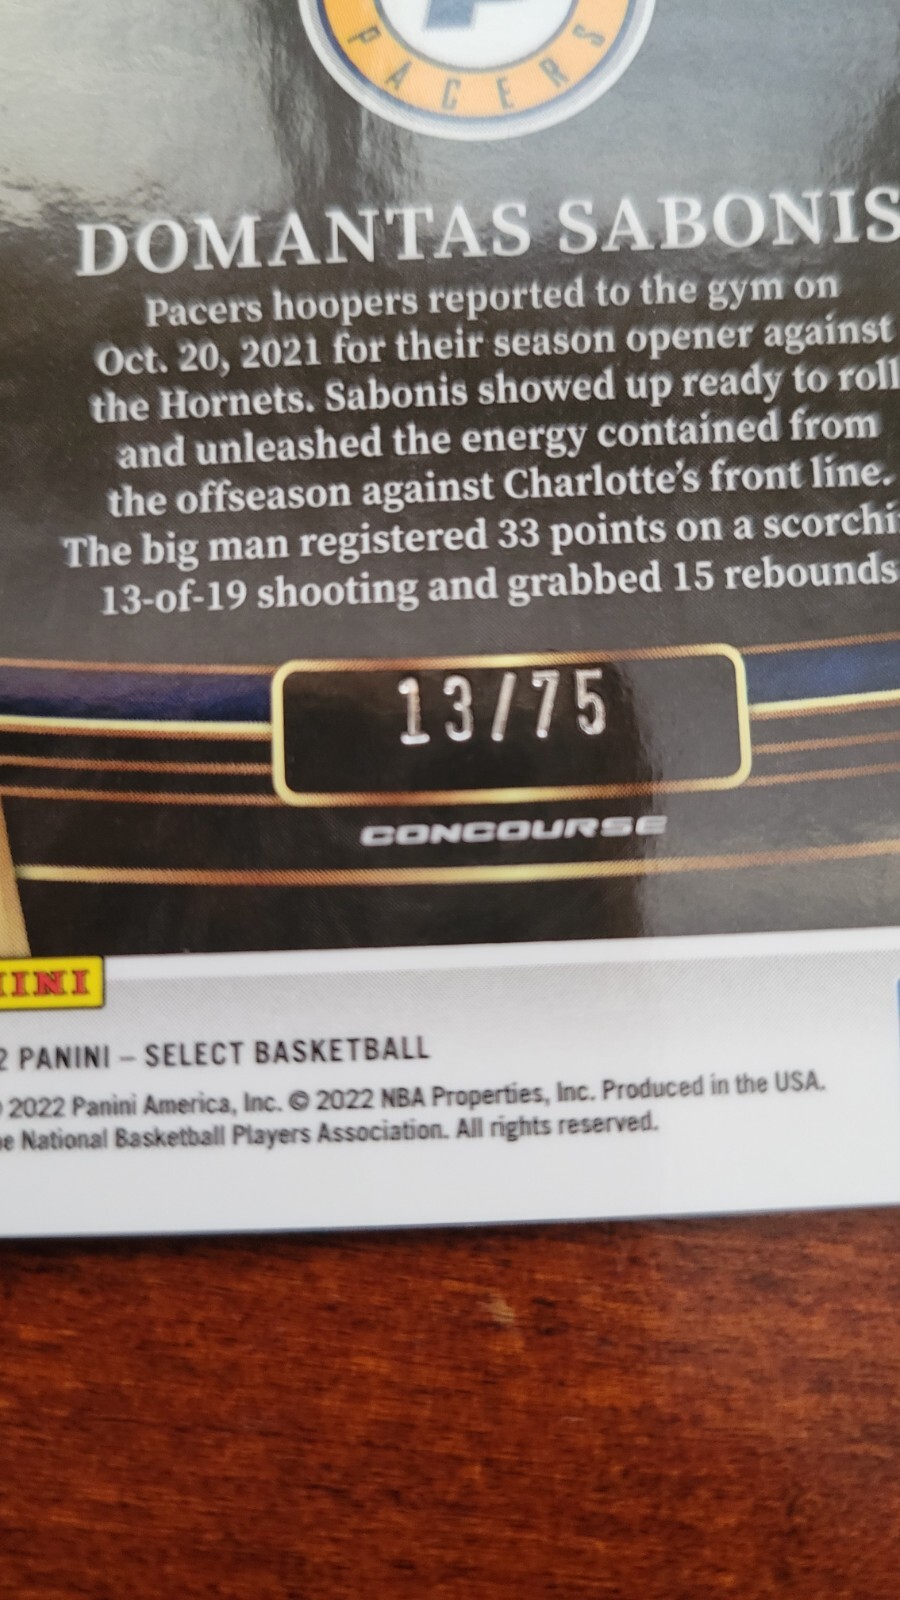 PACERS
DOMANTAS SABONIS
Pacers hoopers reported to the gym on
Oct. 20, 2021 for their season opener against
the Hornets. Sabonis showed up ready to roll
and unleashed the energy contained from
the offseason against Charlotte's front line.
The big man registered 33 points on a scorchi
13-of-19 shooting and grabbed 15 rebounds
13/75
CONCOURSE
INI
2 PANINI – SELECT BASKETBALL
© 2022 Panini America, Inc. © 2022 NBA Properties, Inc. Produced in the USA.
e National Basketball Players Association. All rights reserved.